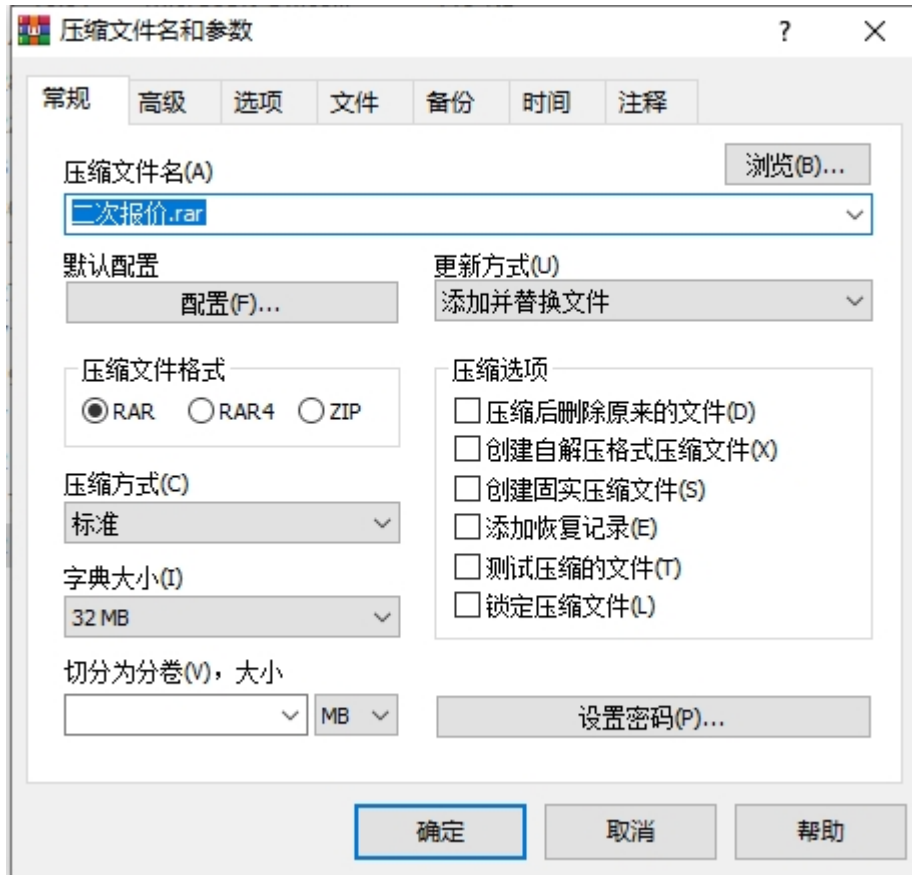 压缩文件名和参数
常规 高级 选项 文件 备份 时间 注释
压缩文件名(A)
浏览(B)...
二次报价.rar
默认配置
更新方式(U)
配置(F)...
添加并替换文件
压缩文件格式
RAR RAR4 ZIP
压缩选项
压缩后删除原来的文件(D)
创建自解压格式压缩文件(X)
创建固实压缩文件(S)
添加恢复记录(E)
测试压缩的文件(T)
锁定压缩文件(L)
压缩方式(C)
标准
字典大小(I)
32 MB
切分为分卷(V)，大小
MB
设置密码(P)...
确定 取消 帮助